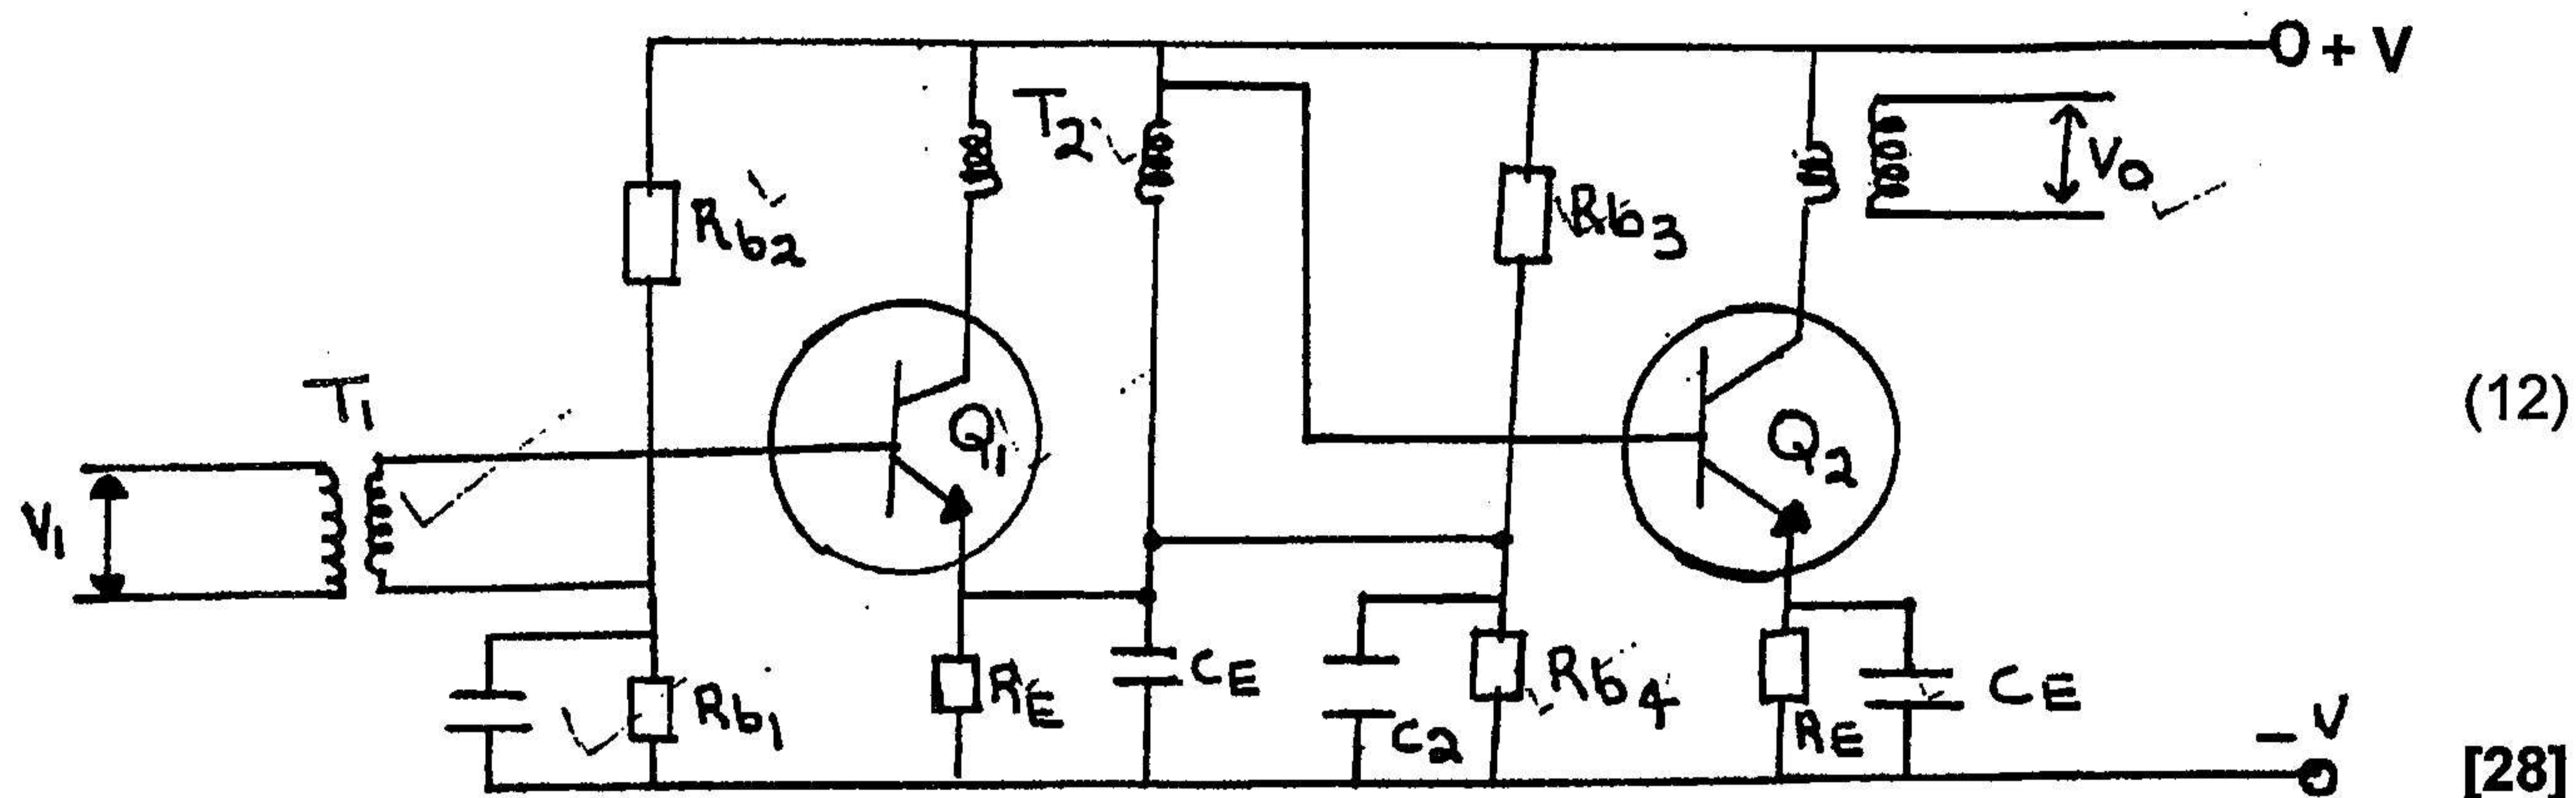 + V
T2
Rb2
Rb3
Vo
T1
Q1
Q2
(12)
V1
Rb1
RE
CE
C2
Rb4
RE
CE
- V
[28]